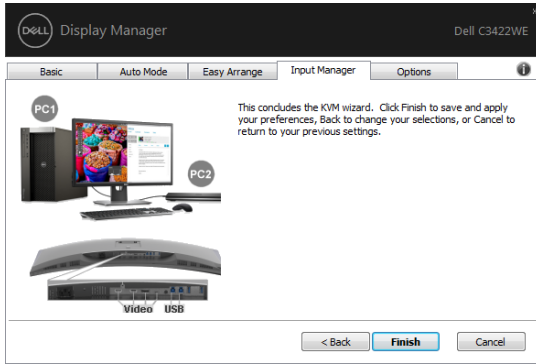 DELL Display Manager
Dell C3422WE
Basic Auto Mode Easy Arrange Input Manager Options
PC1
This concludes the KVM wizard. Click Finish to save and apply
your preferences, Back to change your selections, or Cancel to
return to your previous settings.
PC2
Video USB
< Back Finish Cancel